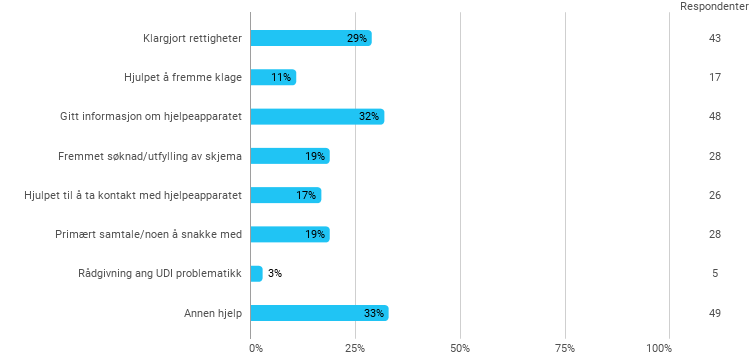 Respondenter
Klargjort rettigheter 29% 43
Hjulpet å fremme klage 11% 17
Gitt informasjon om hjelpeapparatet 32% 48
Fremmet søknad/utfylling av skjema 19% 28
Hjulpet til å ta kontakt med hjelpeapparatet 17% 26
Primært samtale/noen å snakke med 19% 28
Rådgivning ang UDI problematikk 3% 5
Annen hjelp 33% 49
0% 25% 50% 75% 100%